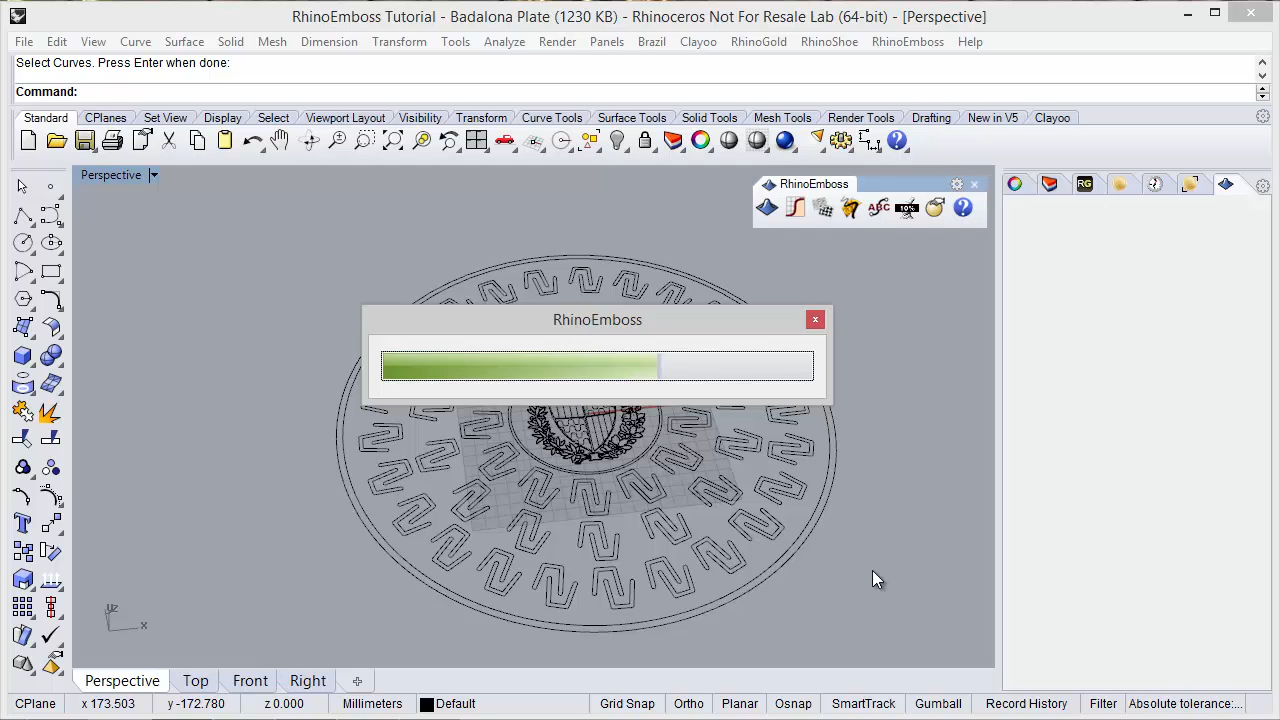 RhinoEmboss Tutorial - Badalona Plate (1230 KB) - Rhinoceros Not For Resale Lab (64-bit) - [Perspective]
File Edit View Curve Surface Solid Mesh Dimension Transform Tools Analyze Render Panels Brazil Clayoo RhinoGold RhinoShoe RhinoEmboss Help
Select Curves. Press Enter when done:
Command:
Standard CPlanes Set View Display Select Viewport Layout Visibility Transform Curve Tools Surface Tools Solid Tools Mesh Tools Render Tools Drafting New in V5 Clayoo
Perspective
RhinoEmboss
RG
ABC 10%
RhinoEmboss
x
Perspective Top Front Right
CPlane x 173.503 y -172.780 z 0.000 Millimeters Default Grid Snap Ortho Planar Osnap SmartTrack Gumball Record History Filter Absolute tolerance:...